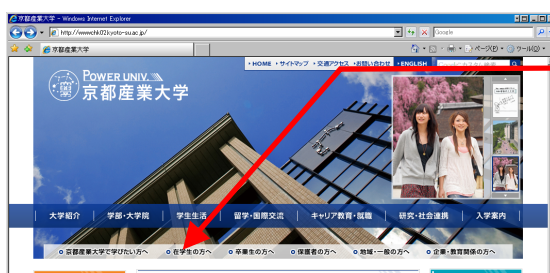 京都産業大学 - Windows Internet Explorer
http://www.chk02.kyoto-su.ac.jp/
Google
京都産業大学
ページ(P) ツール(O)
HOME サイトマップ 交通アクセス お問い合わせ ENGLISH
POWER UNIV.
京都産業大学
大学紹介 学部・大学院 学生生活 留学・国際交流 キャリア教育・就職 研究・社会連携 入学案内
京都産業大学で学びたい方へ 在学生の方へ 卒業生の方へ 保護者の方へ 地域・一般の方へ 企業・教育関係の方へ